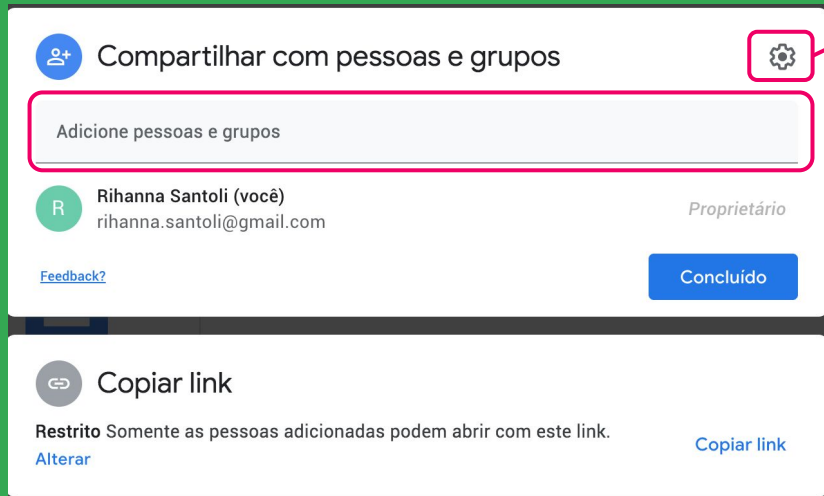 Compartilhar com pessoas e grupos
Adicione pessoas e grupos
R
Rihanna Santoli (você)
rihanna.santoli@gmail.com
Proprietário
Feedback?
Concluído
Copiar link
Restrito Somente as pessoas adicionadas podem abrir com este link.
Alterar
Copiar link